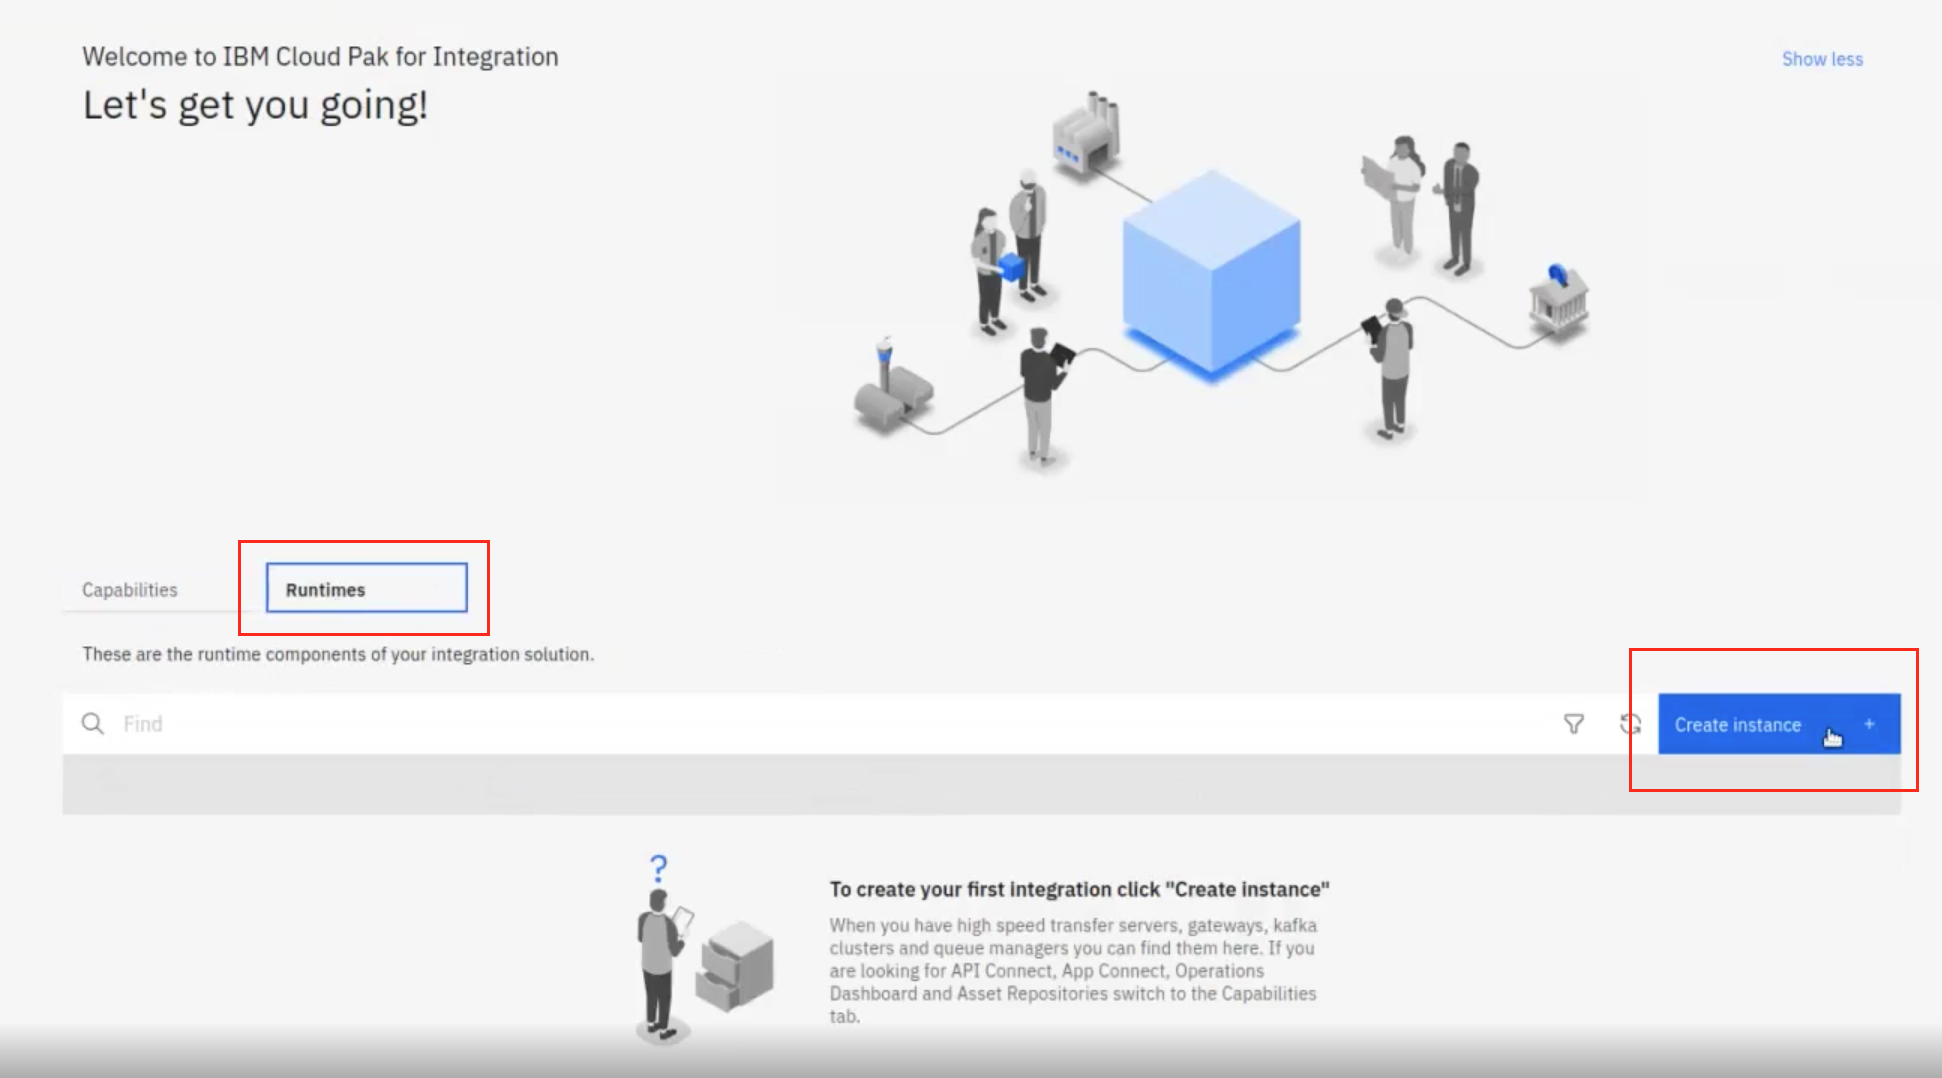 Welcome to IBM Cloud Pak for Integration
Show less
Let's get you going!
Capabilities
Runtimes
These are the runtime components of your integration solution.
Find
Create instance +
?
To create your first integration click "Create instance"
When you have high speed transfer servers, gateways, kafka
clusters and queue managers you can find them here. If you
are looking for API Connect, App Connect, Operations
Dashboard and Asset Repositories switch to the Capabilities
tab.